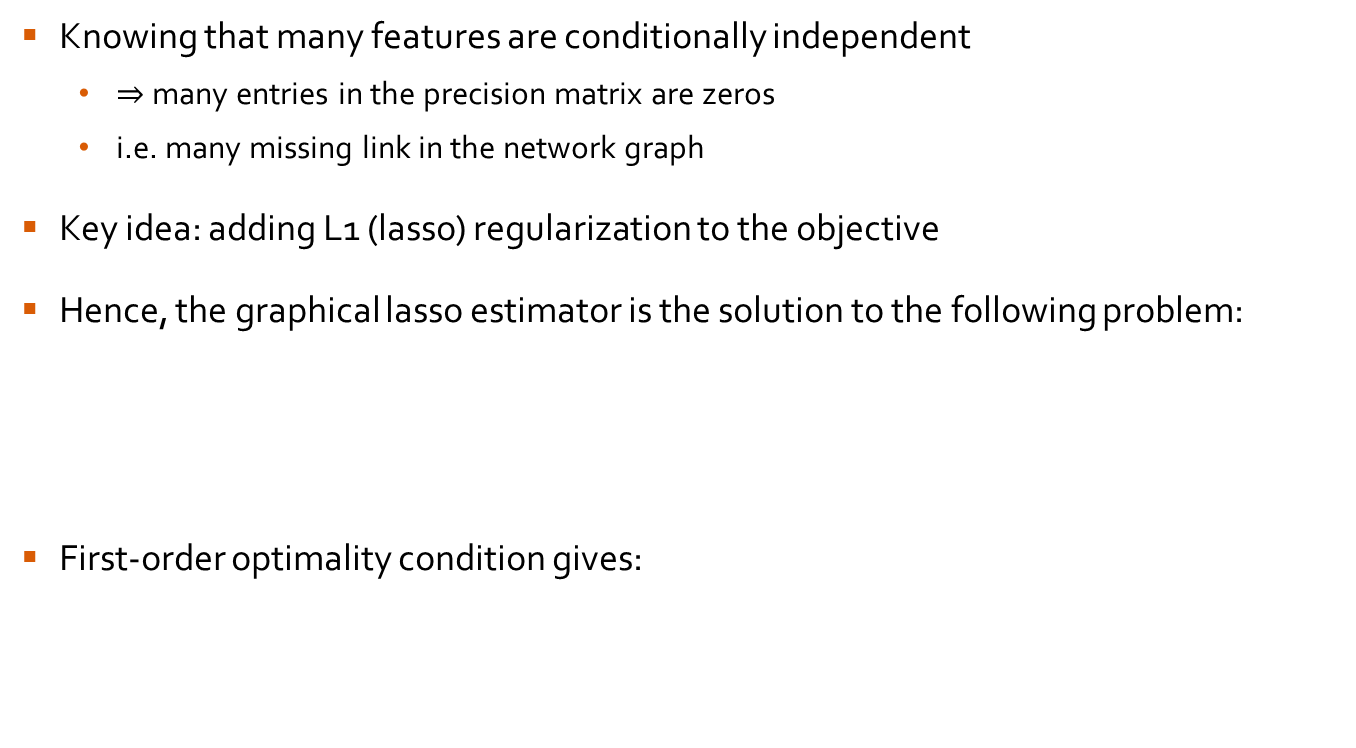 Knowing that many features are conditionally independent
⇒ many entries in the precision matrix are zeros
i.e. many missing link in the network graph
Key idea: adding L1 (lasso) regularization to the objective
Hence, the graphical lasso estimator is the solution to the following problem:
First-order optimality condition gives: